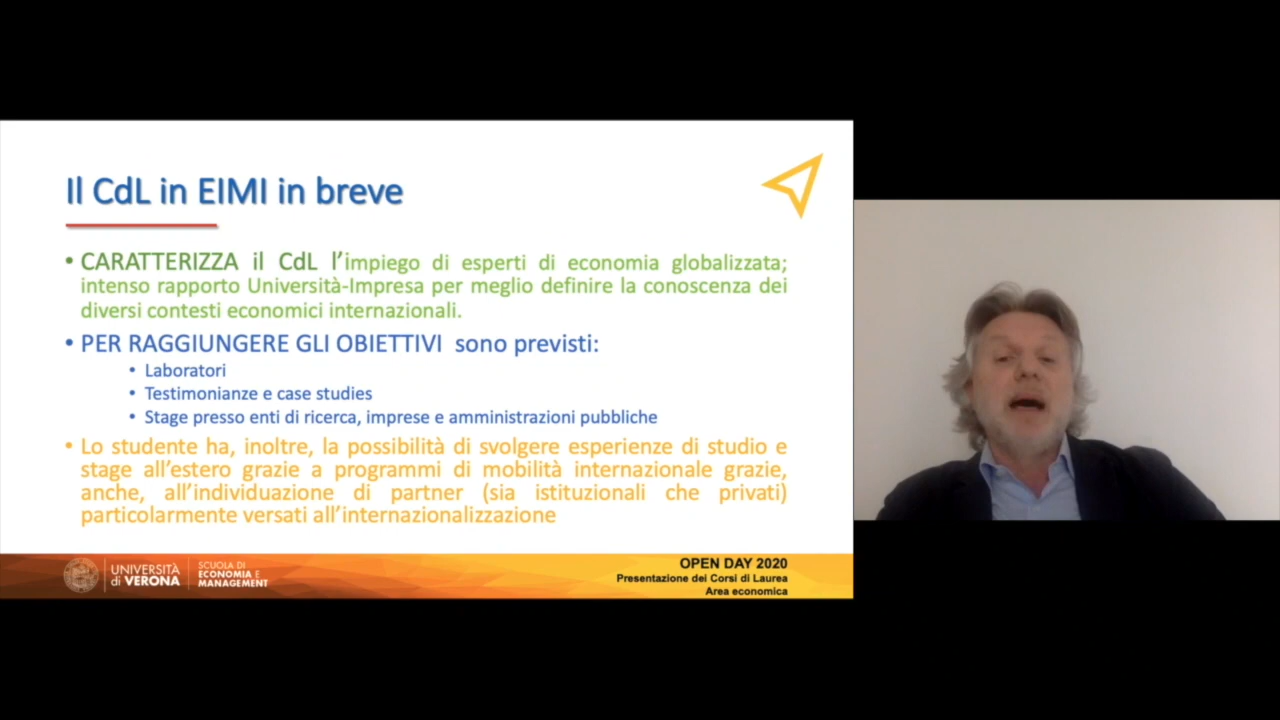 Il CdL in EIMI in breve
• CARATTERIZZA il CdL l’impiego di esperti di economia globalizzata;
intenso rapporto Università-Impresa per meglio definire la conoscenza dei
diversi contesti economici internazionali.
• PER RAGGIUNGERE GLI OBIETTIVI sono previsti:
• Laboratori
• Testimonianze e case studies
• Stage presso enti di ricerca, imprese e amministrazioni pubbliche
• Lo studente ha, inoltre, la possibilità di svolgere esperienze di studio e
stage all’estero grazie a programmi di mobilità internazionale grazie,
anche, all’individuazione di partner (sia istituzionali che privati)
particolarmente versati all’internazionalizzazione
UNIVERSITÀ
di VERONA
SCUOLA DI
ECONOMIA E
MANAGEMENT
OPEN DAY 2020
Presentazione dei Corsi di Laurea
Area economica